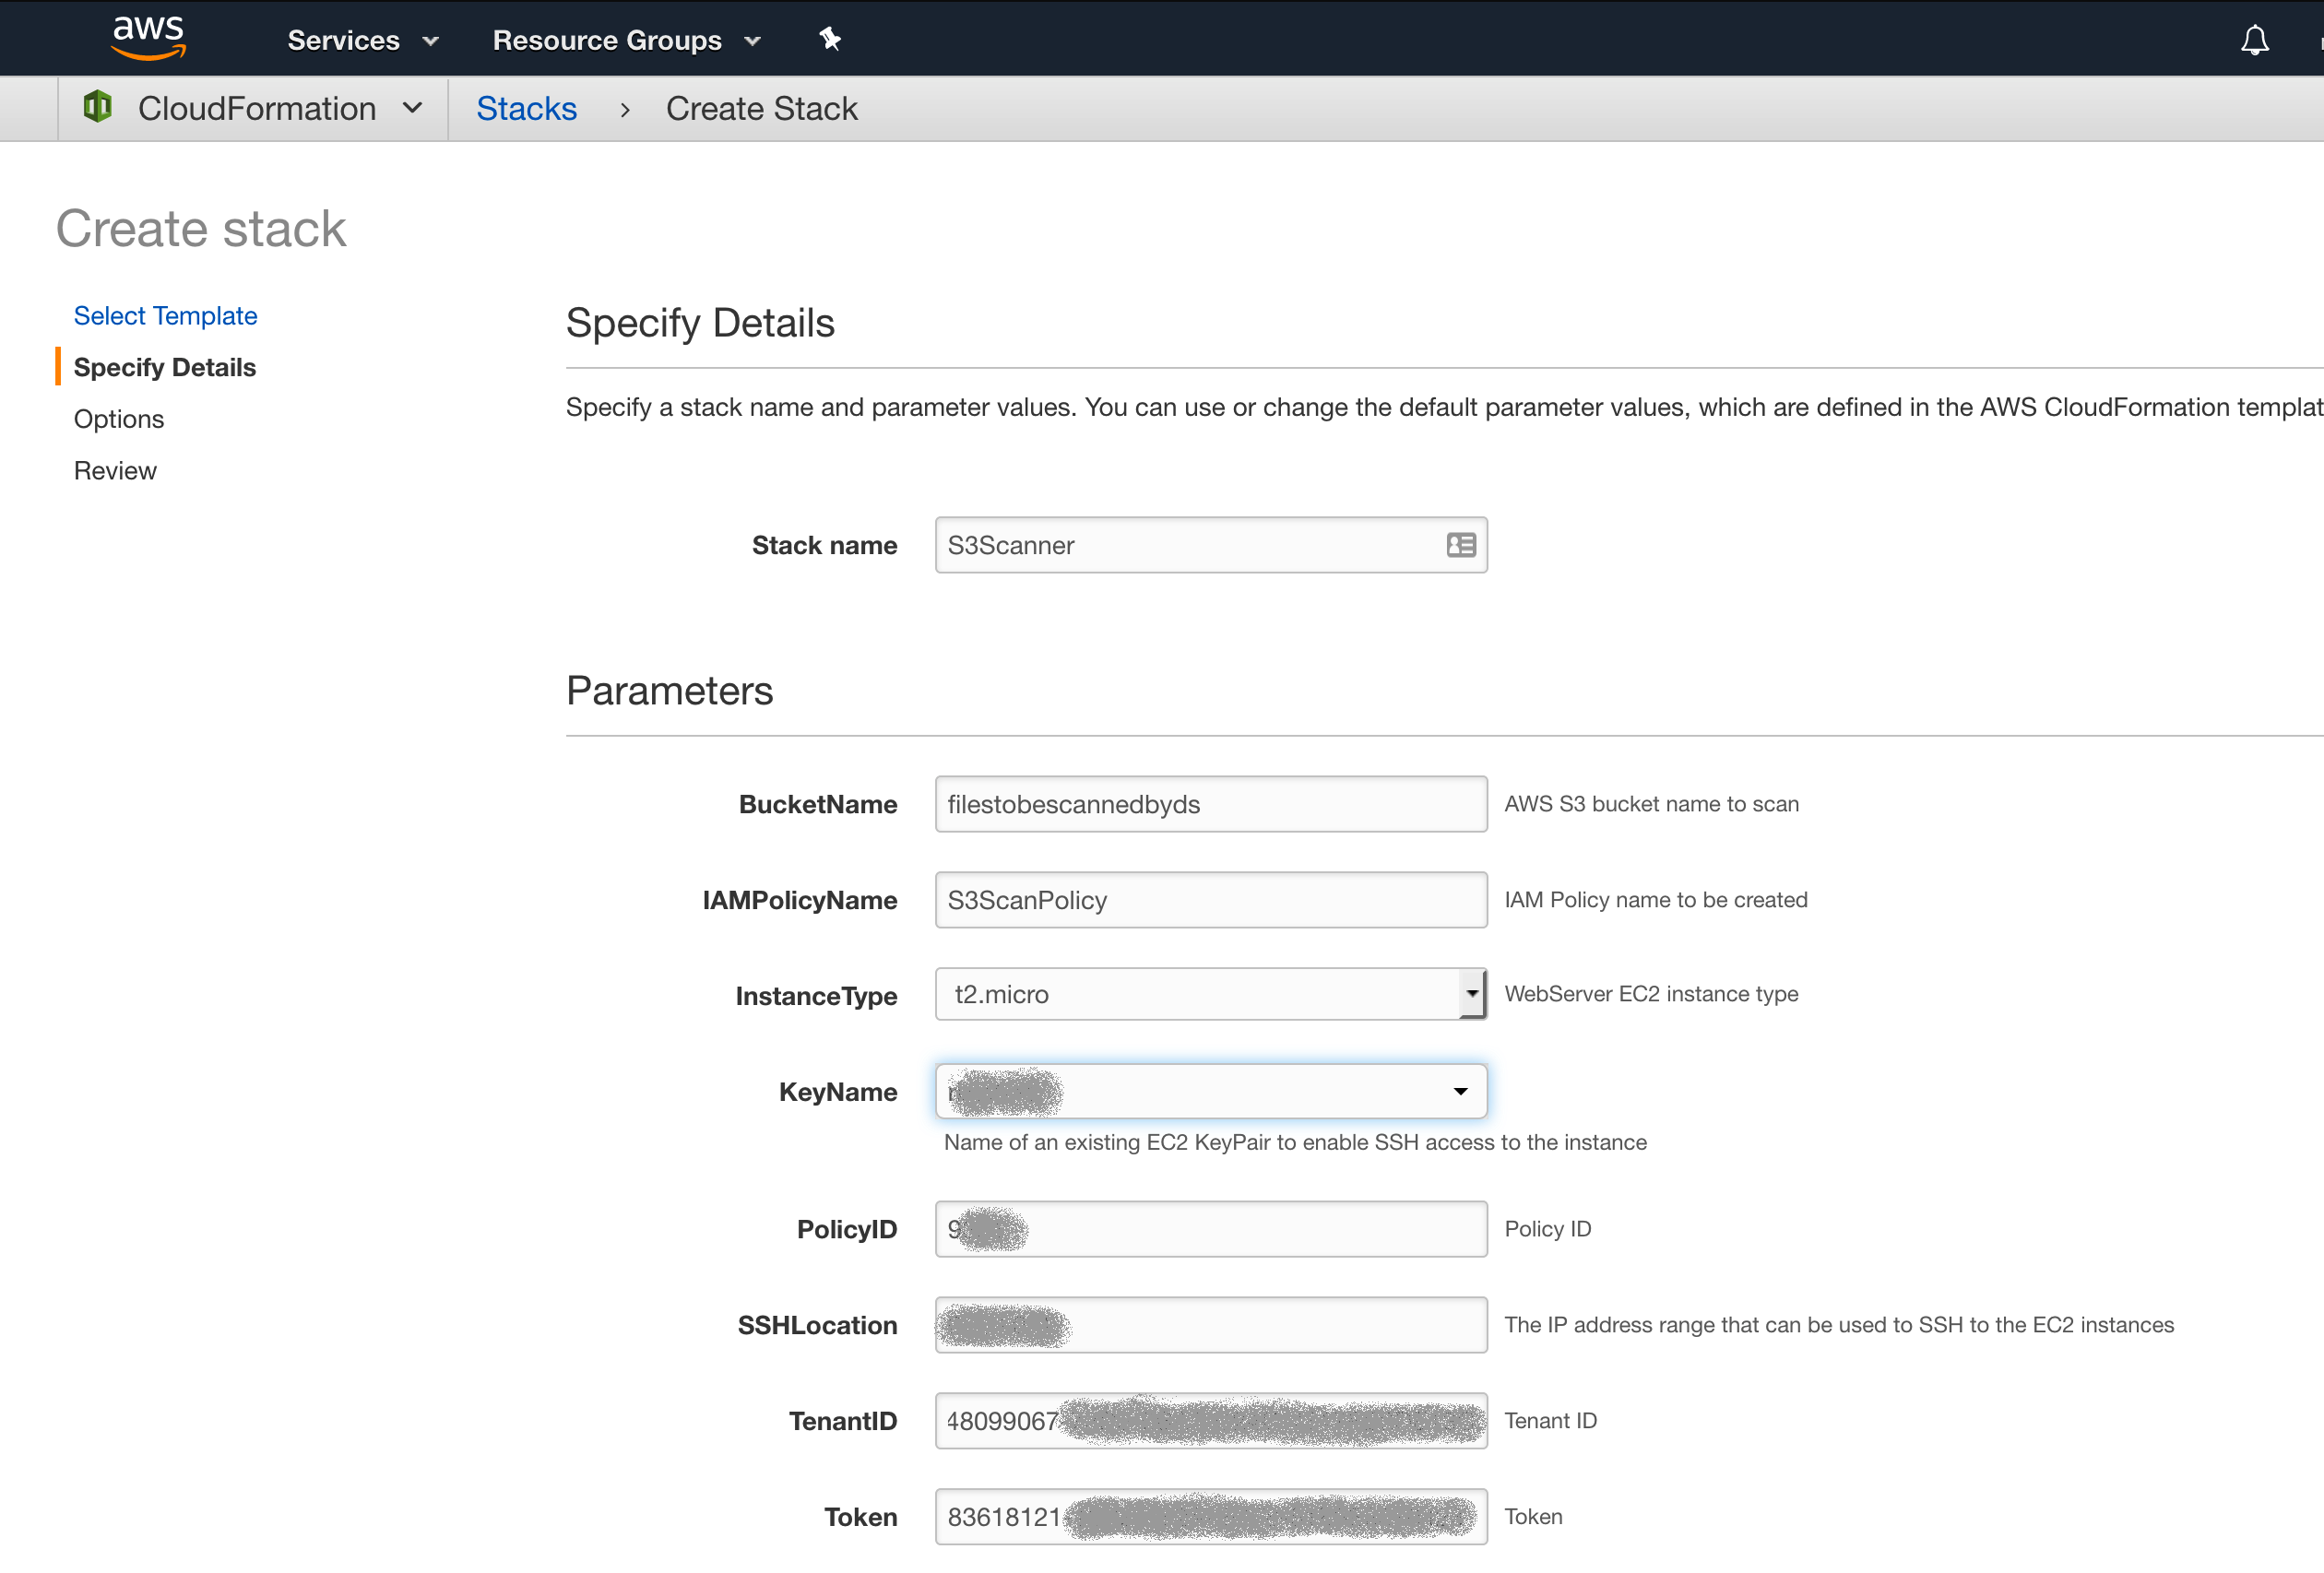 aws Services Resource Groups
CloudFormation Stacks > Create Stack
Create stack
Select Template
Specify Details
Options
Review
Specify Details
Specify a stack name and parameter values. You can use or change the default parameter values, which are defined in the AWS CloudFormation templat
Stack name S3Scanner
Parameters
BucketName filestobescannedbyds AWS S3 bucket name to scan
IAMPolicyName S3ScanPolicy IAM Policy name to be created
InstanceType t2.micro WebServer EC2 instance type
KeyName
Name of an existing EC2 KeyPair to enable SSH access to the instance
PolicyID 9 Policy ID
SSHLocation The IP address range that can be used to SSH to the EC2 instances
TenantID 48099067 Tenant ID
Token 83618121 Token